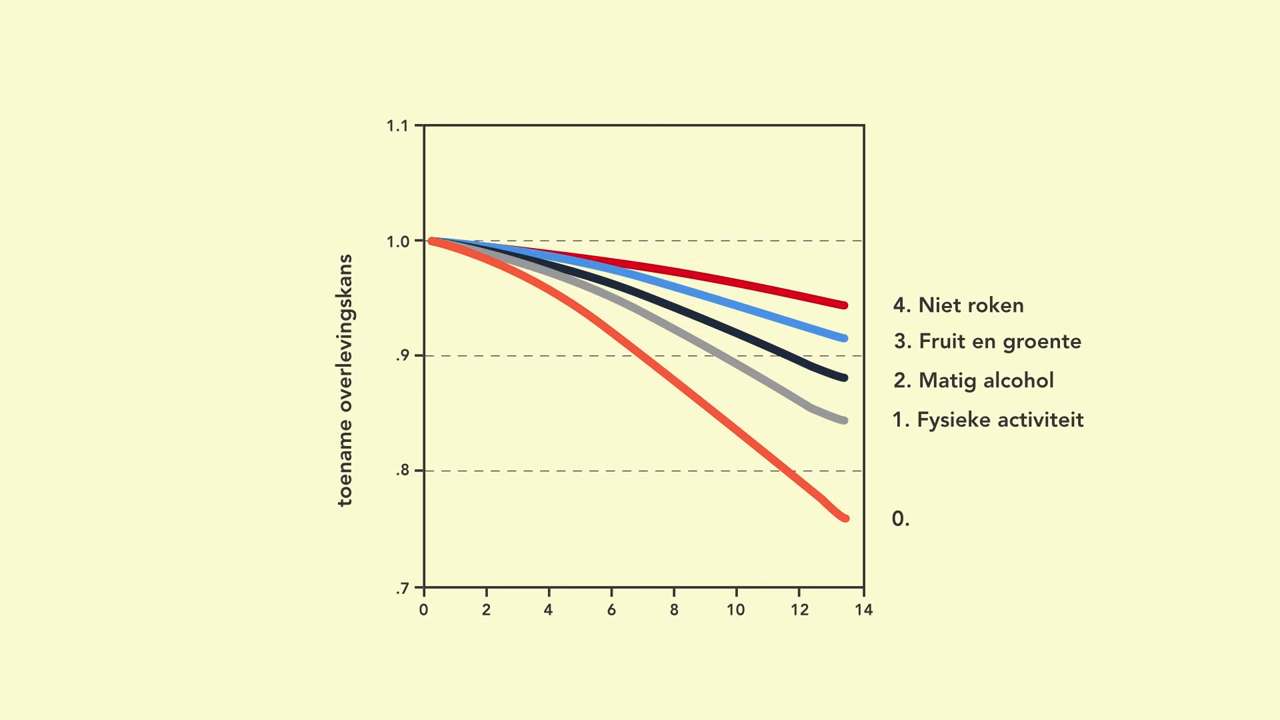 1.1
1.0
.9
.8
.7
toename overlevingskans
0 2 4 6 8 10 12 14
4. Niet roken
3. Fruit en groente
2. Matig alcohol
1. Fysieke activiteit
0.